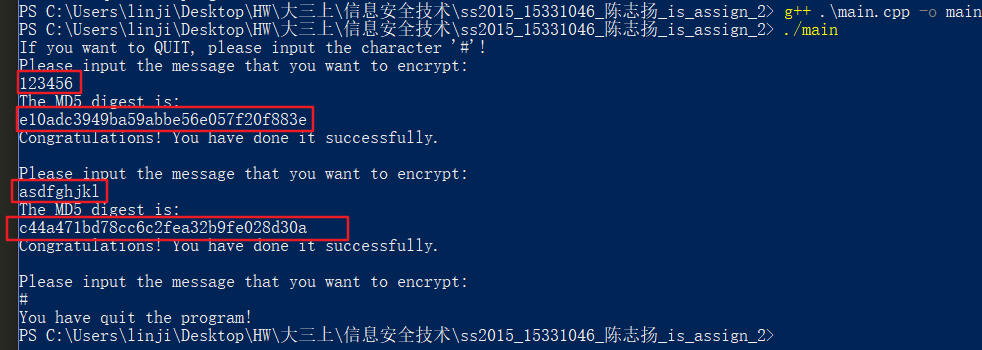 PS C:\Users\linji\Desktop\HW\大三上\信息安全技术\ss2015_15331046_陈志扬_is_assign_2> g++ .\main.cpp -o main
PS C:\Users\linji\Desktop\HW\大三上\信息安全技术\ss2015_15331046_陈志扬_is_assign_2> ./main
If you want to QUIT, please input the character '#'!
Please input the message that you want to encrypt:
123456
The MD5 digest is:
e10adc3949ba59abbe56e057f20f883e
Congratulations! You have done it successfully.
Please input the message that you want to encrypt:
asdfghjkl
The MD5 digest is:
c44a471bd78cc6c2fea32b9fe028d30a
Congratulations! You have done it successfully.
Please input the message that you want to encrypt:
#
You have quit the program!
PS C:\Users\linji\Desktop\HW\大三上\信息安全技术\ss2015_15331046_陈志扬_is_assign_2>